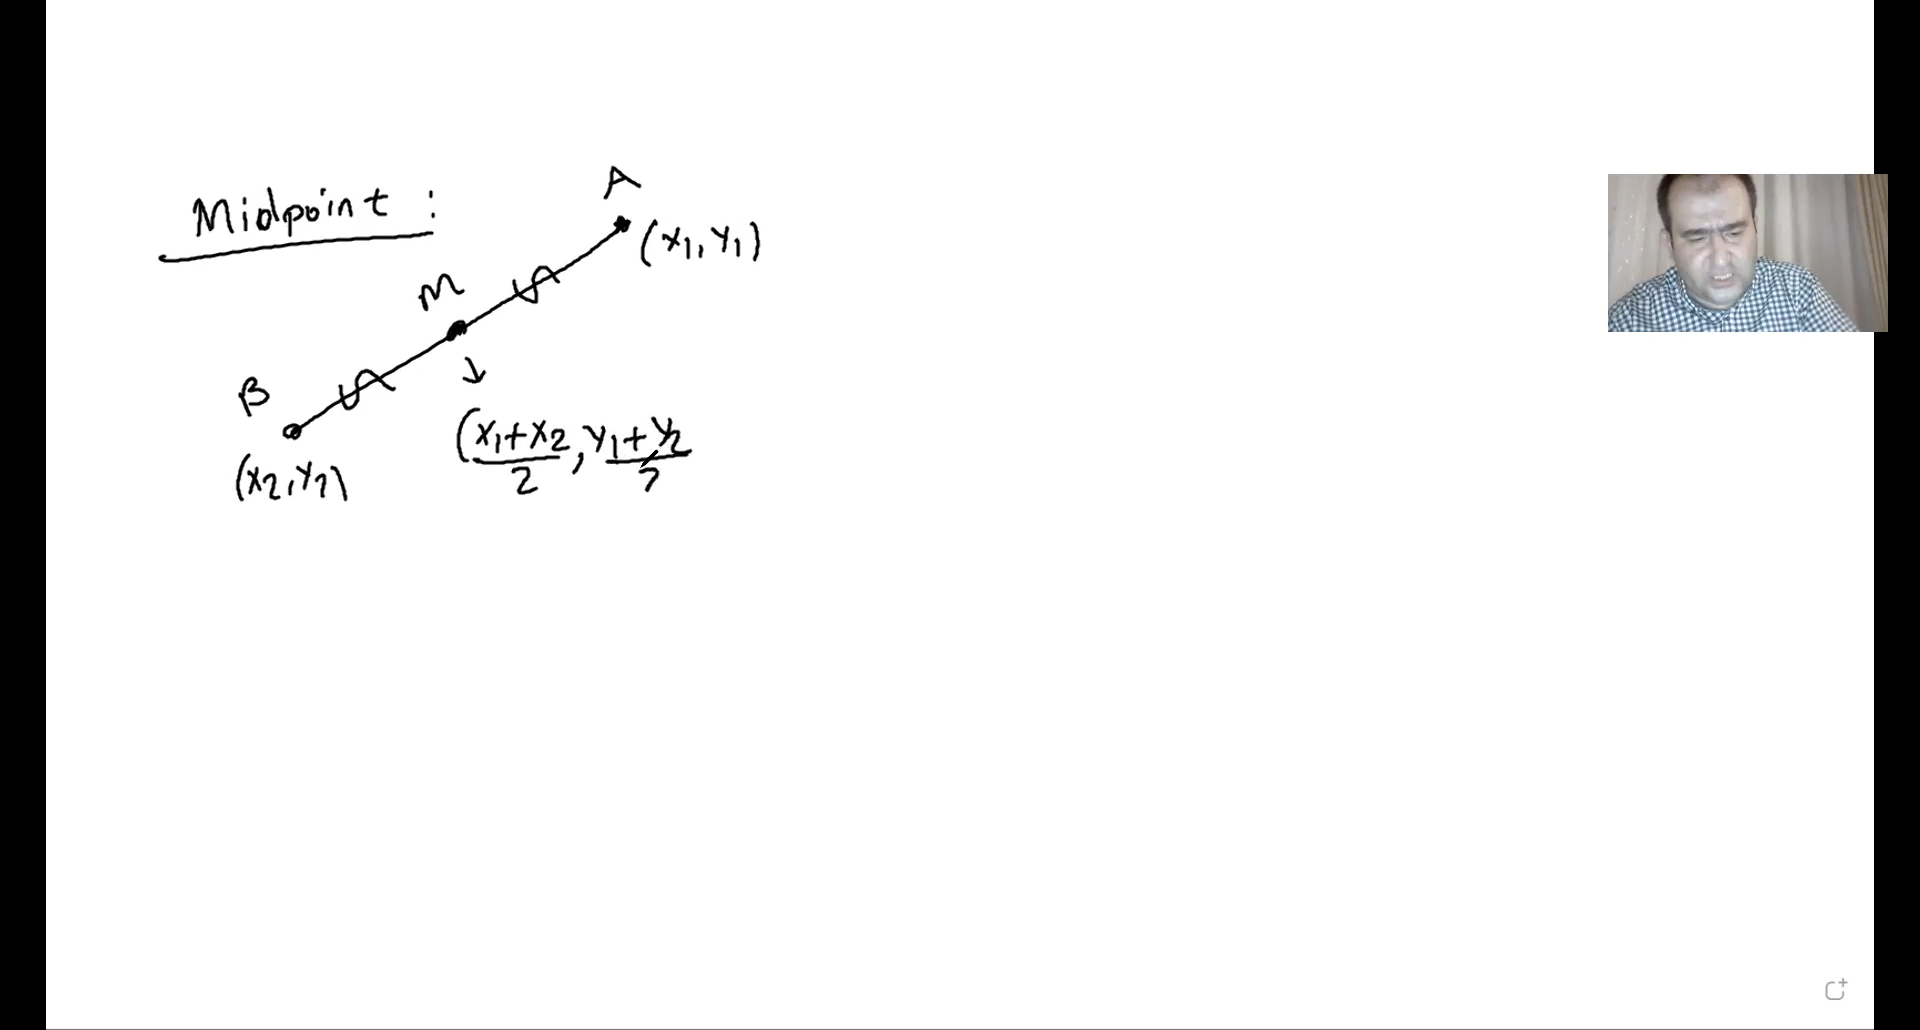 Midpoint :
A
(x₁, y₁)
M
B
(x₂, y₂)
(x₁+x₂/2, y₁+y₂/2